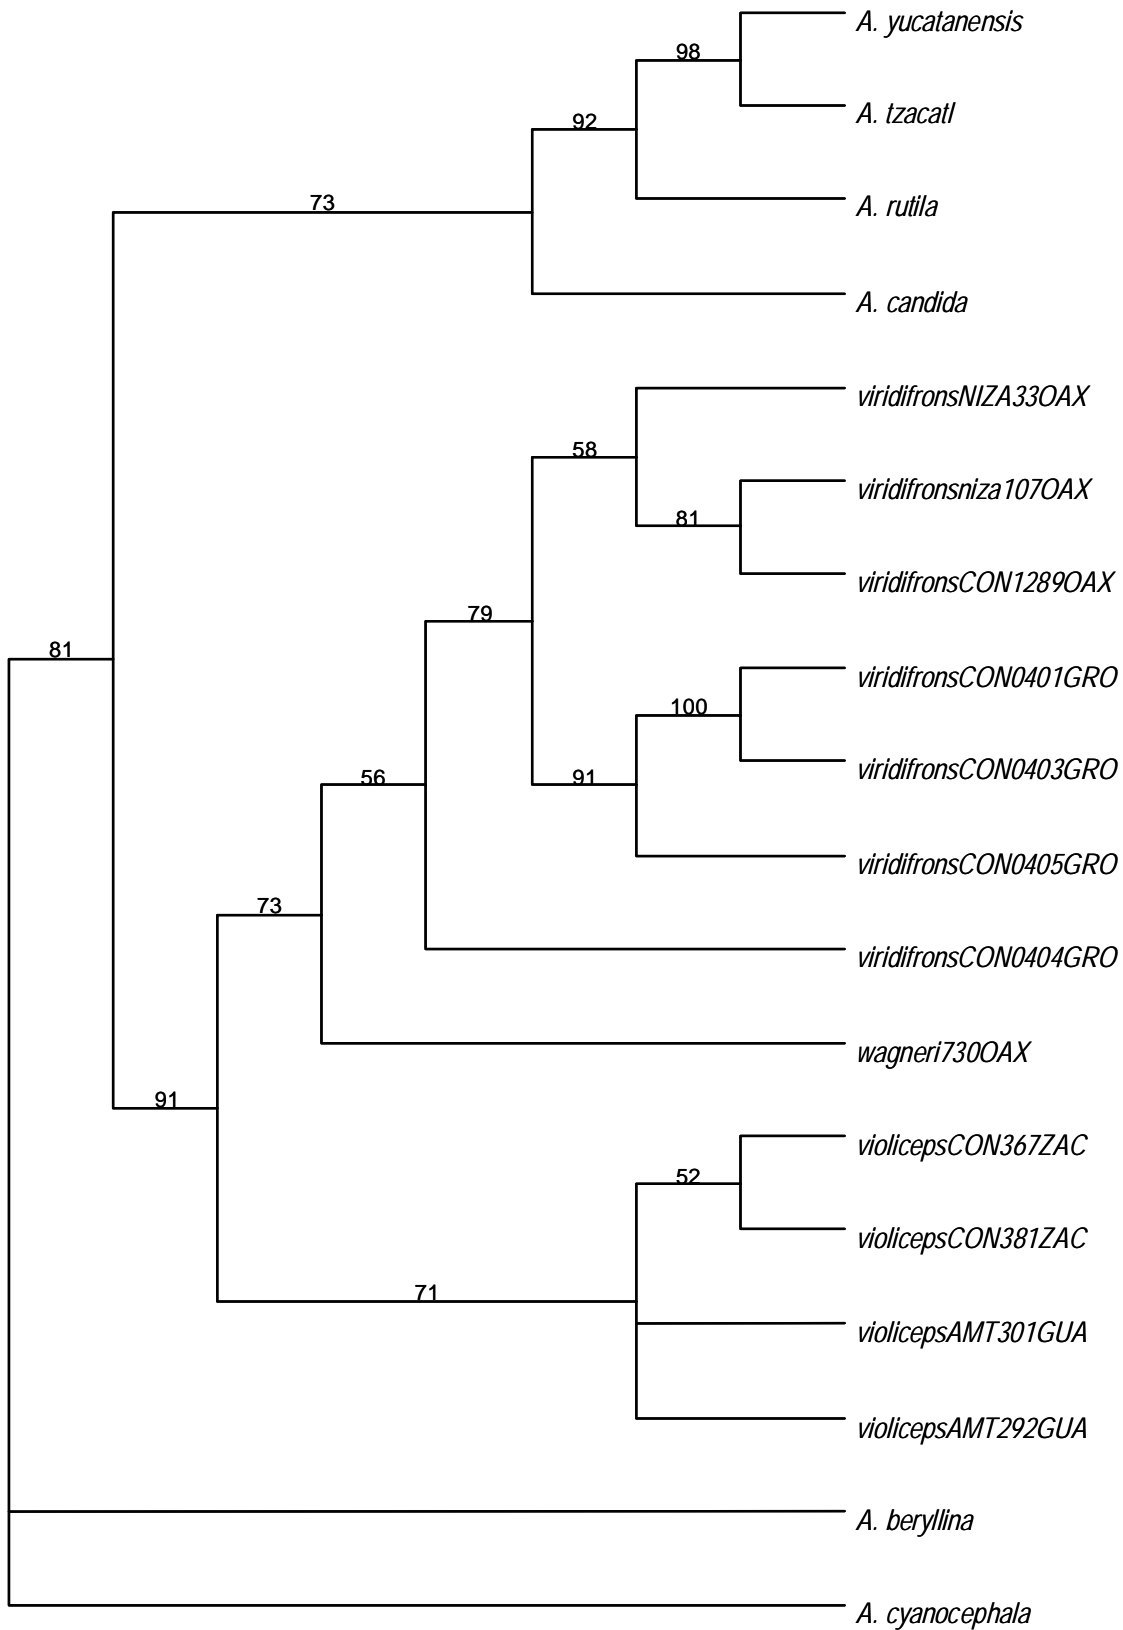 A. yucatanensis
98
A. tzacatl
92
A. rutila
73
A. candida
viridifronsNIZA33OAX
58
viridifronsniza107OAX
81
viridifronsCON1289OAX
79
81
viridifronsCON0401GRO
100
viridifronsCON0403GRO
56
91
viridifronsCON0405GRO
73
viridifronsCON0404GRO
wagneri730OAX
91
violicepsCON367ZAC
52
violicepsCON381ZAC
71
violicepsAMT301GUA
violicepsAMT292GUA
A. beryllina
A. cyanocephala